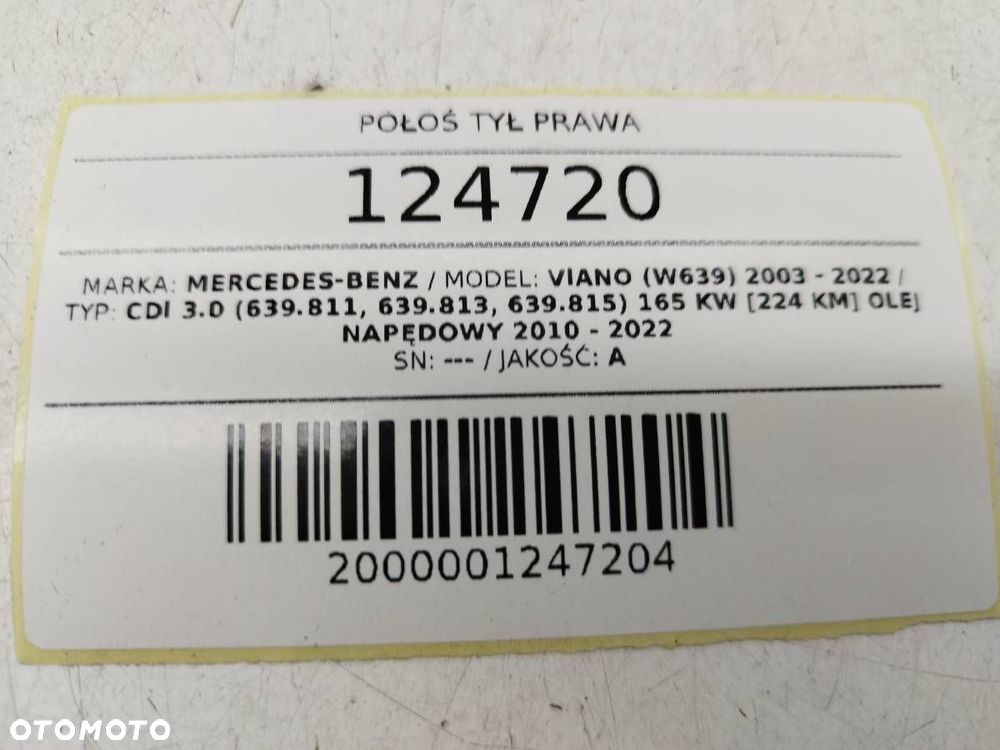 PÓŁOŚ TYŁ PRAWA
124720
MARKA: MERCEDES-BENZ / MODEL: VIANO (W639) 2003 - 2022 /
TYP: CDI 3.0 (639.811, 639.813, 639.815) 165 KW [224 KM] OLEJ
NAPĘDOWY 2010 - 2022
SN: --- / JAKOŚĆ: A
2000001247204
OTOMOTO